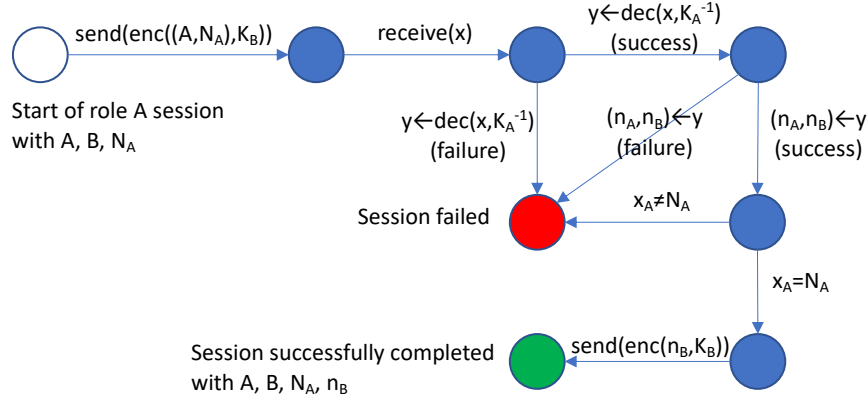 send(enc((A,N_A),K_B))
receive(x)
y←dec(x,K_A^-1)
(success)
Start of role A session
with A, B, N_A
y←dec(x,K_A^-1)
(failure)
(n_A,n_B)←y
(failure)
(n_A,n_B)←y
(success)
Session failed
x_A≠N_A
x_A=N_A
Session successfully completed
with A, B, N_A, n_B
send(enc(n_B,K_B))